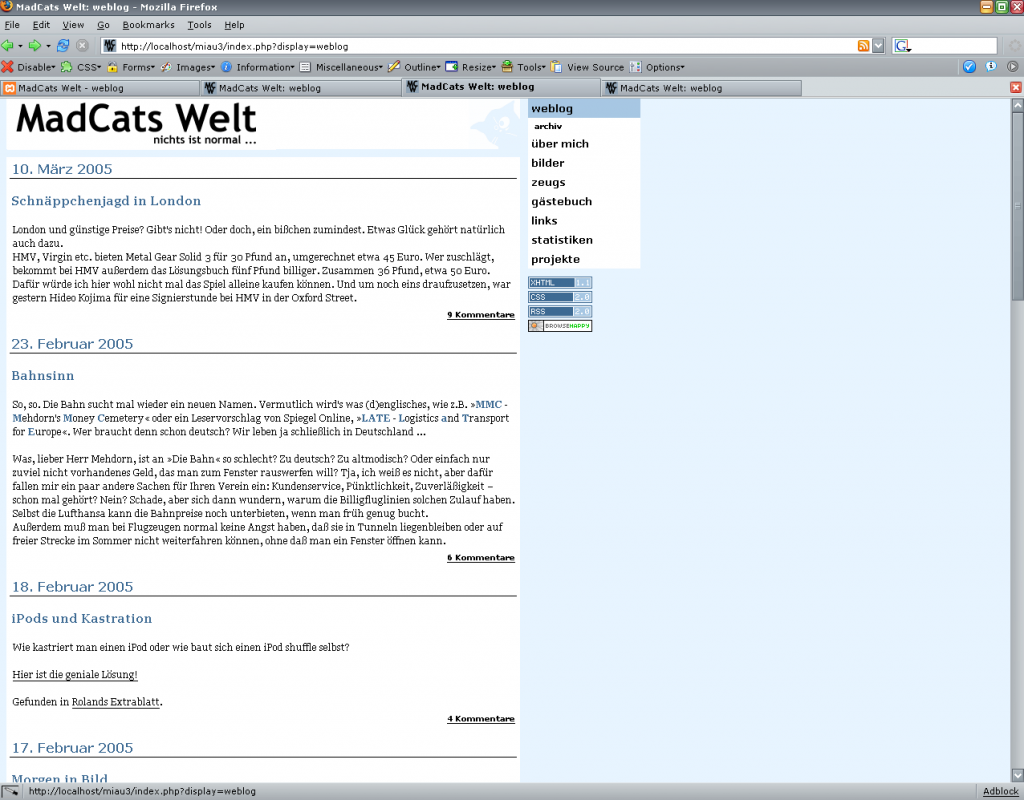 MadCats Welt: weblog - Mozilla Firefox
File Edit View Go Bookmarks Tools Help
http://localhost/miau3/index.php?display=weblog
Disable CSS Forms Images Information Miscellaneous Outline Resize Tools View Source Options
MadCats Welt - weblog MadCats Welt: weblog MadCats Welt: weblog MadCats Welt: weblog
MadCats Welt
nichts ist normal ...
10. März 2005
Schnäppchenjagd in London
London und günstige Preise? Gibt's nicht! Oder doch, ein bißchen zumindest. Etwas Glück gehört natürlich
auch dazu.
HMV, Virgin etc. bieten Metal Gear Solid 3 für 30 Pfund an, umgerechnet etwa 45 Euro. Wer zuschlägt,
bekommt bei HMV außerdem das Lösungsbuch fünf Pfund billiger. Zusammen 36 Pfund, etwa 50 Euro.
Dafür würde ich hier wohl nicht mal das Spiel alleine kaufen können. Und um noch eins draufzusetzen, war
gestern Hideo Kojima für eine Signierstunde bei HMV in der Oxford Street.
9 Kommentare
23. Februar 2005
Bahnsinn
So, so. Die Bahn sucht mal wieder ein neuen Namen. Vermutlich wird's was (d)englisches, wie z.B. »MMC -
Mehdorn's Money Cemetery« oder ein Leservorschlag von Spiegel Online, »LATE - Logistics and Transport
for Europe«. Wer braucht denn schon deutsch? Wir leben ja schließlich in Deutschland ...
Was, lieber Herr Mehdorn, ist an »Die Bahn« so schlecht? Zu deutsch? Zu altmodisch? Oder einfach nur
zuviel nicht vorhandenes Geld, das man zum Fenster rauswerfen will? Tja, ich weiß es nicht, aber dafür
fallen mir ein paar andere Sachen für Ihren Verein ein: Kundenservice, Pünktlichkeit, Zuverläßigkeit –
schon mal gehört? Nein? Schade, aber sich dann wundern, warum die Billigfluglinien solchen Zulauf haben.
Selbst die Lufthansa kann die Bahnpreise noch unterbieten, wenn man früh genug bucht.
Außerdem muß man bei Flugzeugen normal keine Angst haben, daß sie in Tunneln liegenbleiben oder auf
freier Strecke im Sommer nicht weiterfahren können, ohne daß man ein Fenster öffnen kann.
6 Kommentare
18. Februar 2005
iPods und Kastration
Wie kastriert man einen iPod oder wie baut sich einen iPod shuffle selbst?
Hier ist die geniale Lösung!
Gefunden in Rolands Extrablatt.
4 Kommentare
17. Februar 2005
Morgen in Bild
weblog
archiv
über mich
bilder
zeugs
gästebuch
links
statistiken
projekte
XHTML 1.1
CSS 2.0
RSS 2.0
BROWSEHAPPY
http://localhost/miau3/index.php?display=weblog
Adblock